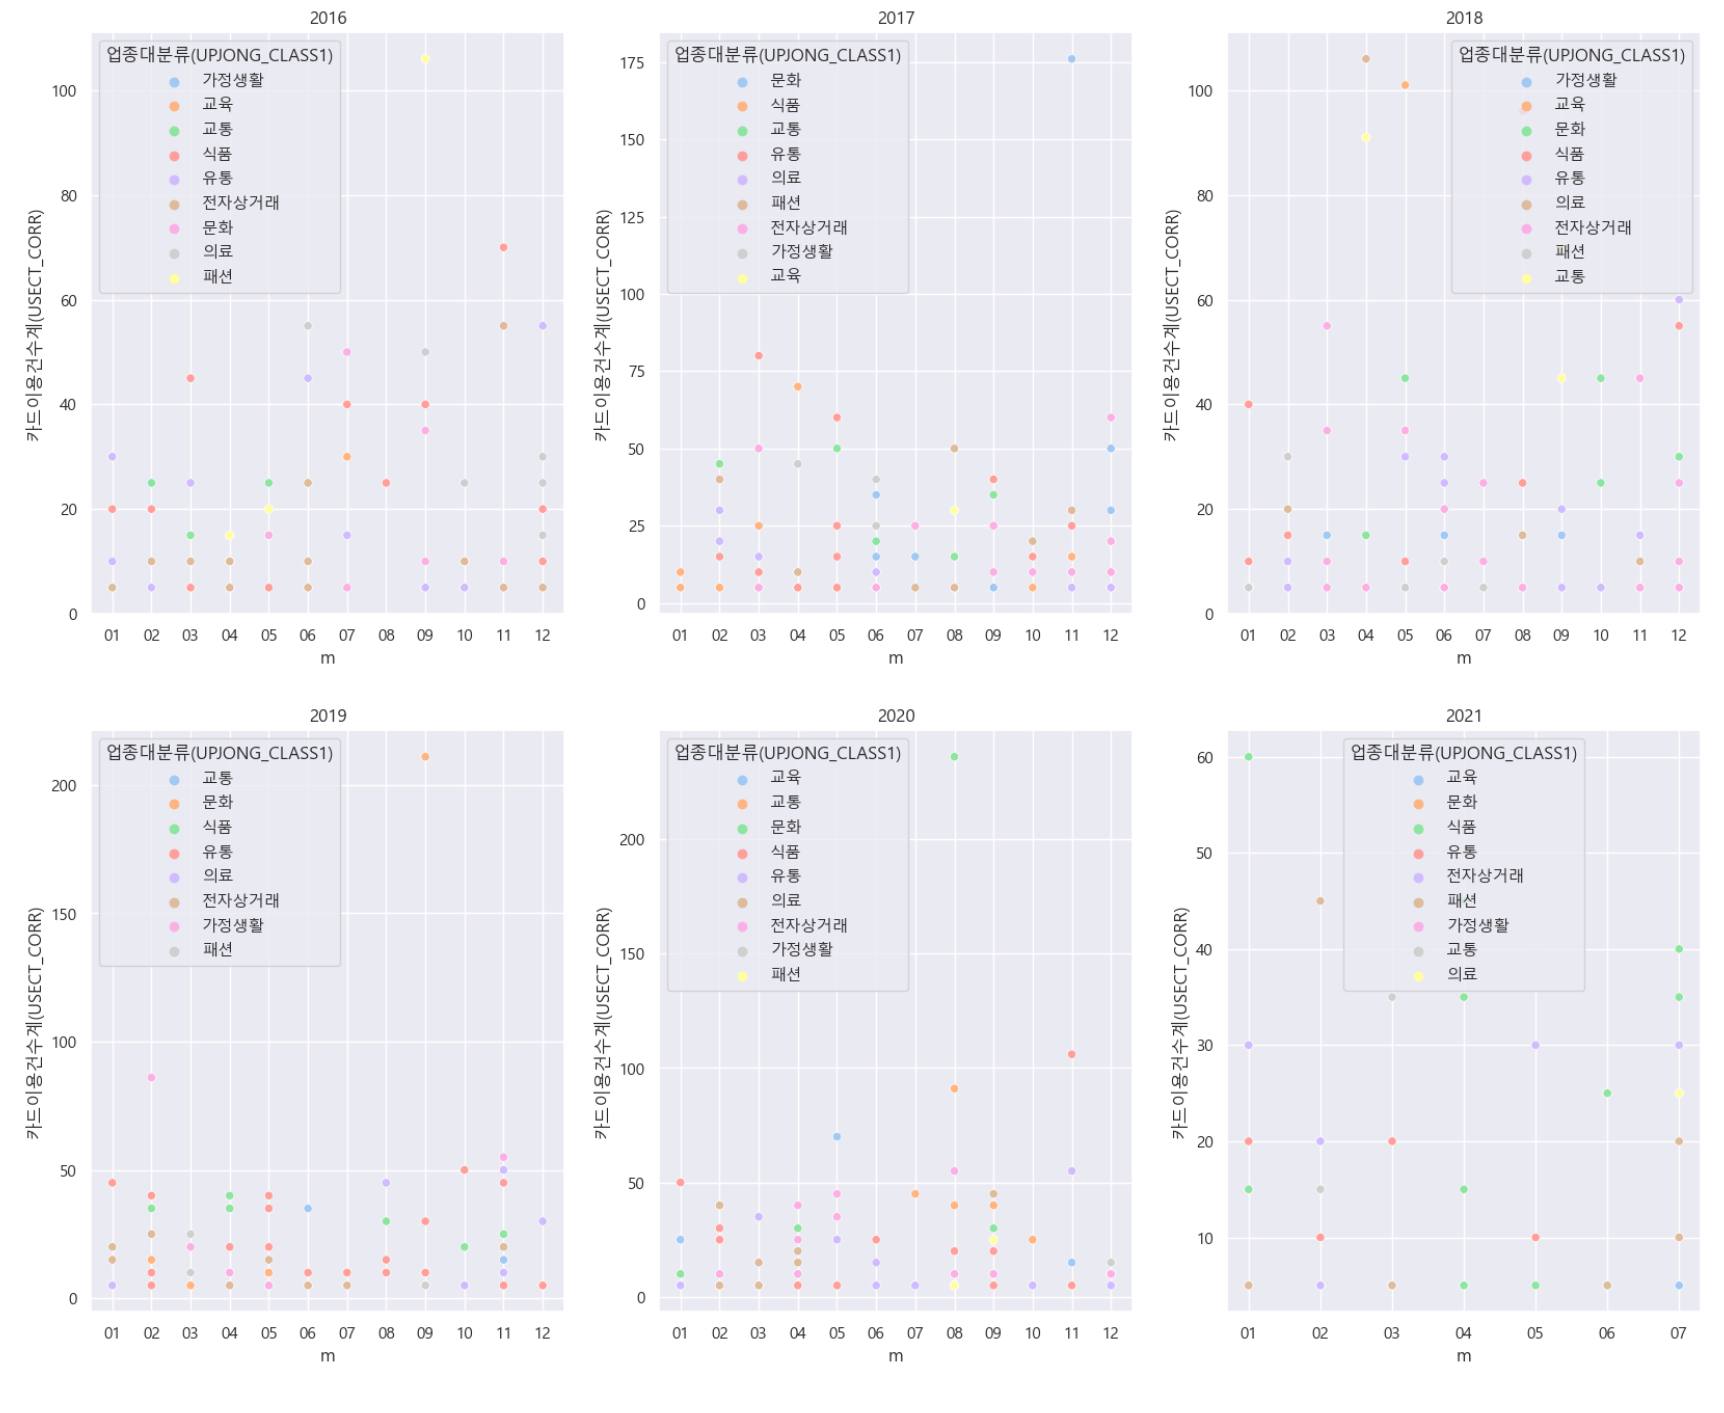 2016
업종대분류(UPJONG_CLASS1)
가정생활
교육
교통
식품
유통
전자상거래
문화
의료
패션
카드이용건수계(USECT_CORR)
100
80
60
40
20
0
01 02 03 04 05 06 07 08 09 10 11 12
m
2017
업종대분류(UPJONG_CLASS1)
문화
식품
교통
유통
의료
패션
전자상거래
가정생활
교육
카드이용건수계(USECT_CORR)
175
150
125
100
75
50
25
0
01 02 03 04 05 06 07 08 09 10 11 12
m
2018
업종대분류(UPJONG_CLASS1)
가정생활
교육
문화
식품
유통
의료
전자상거래
패션
교통
카드이용건수계(USECT_CORR)
100
80
60
40
20
0
01 02 03 04 05 06 07 08 09 10 11 12
m
2019
업종대분류(UPJONG_CLASS1)
교통
문화
식품
유통
의료
전자상거래
가정생활
패션
카드이용건수계(USECT_CORR)
200
150
100
50
0
01 02 03 04 05 06 07 08 09 10 11 12
m
2020
업종대분류(UPJONG_CLASS1)
교육
교통
문화
식품
유통
의료
전자상거래
가정생활
패션
카드이용건수계(USECT_CORR)
200
150
100
50
0
01 02 03 04 05 06 07 08 09 10 11 12
m
2021
업종대분류(UPJONG_CLASS1)
교육
문화
식품
유통
전자상거래
패션
가정생활
교통
의료
카드이용건수계(USECT_CORR)
60
50
40
30
20
10
01 02 03 04 05 06 07
m